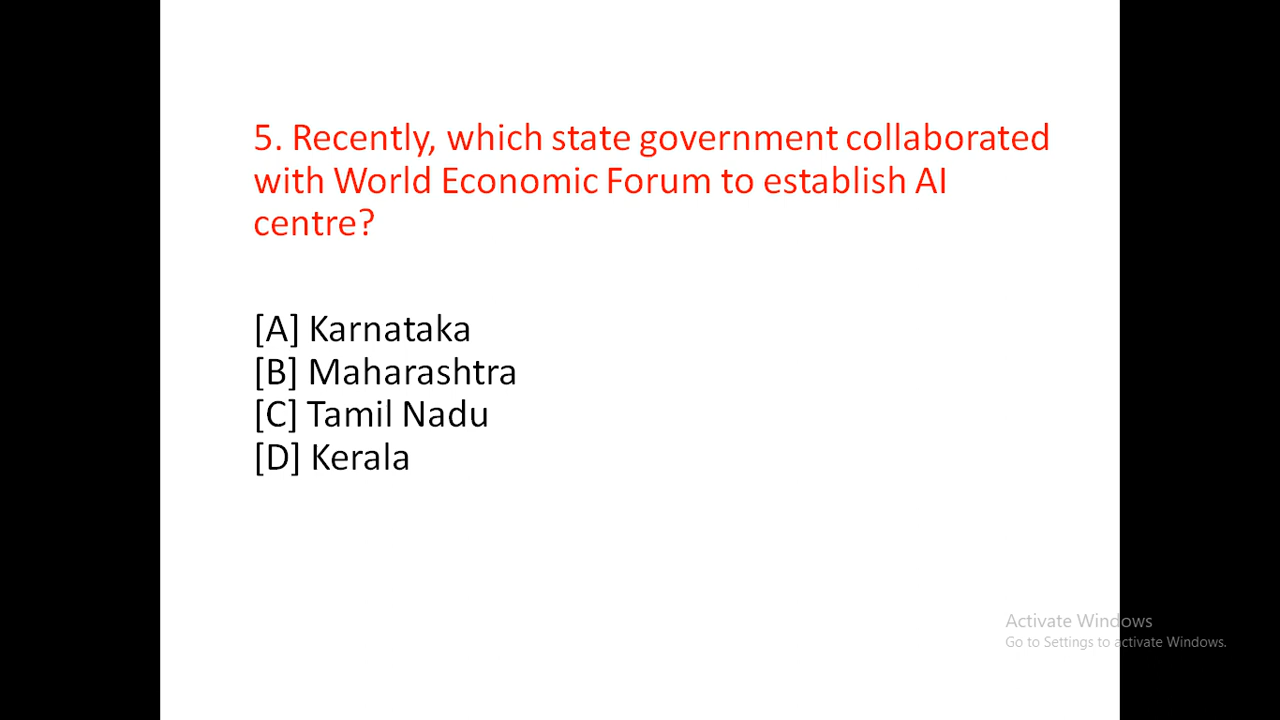 5. Recently, which state government collaborated
with World Economic Forum to establish AI
centre?
[A] Karnataka
[B] Maharashtra
[C] Tamil Nadu
[D] Kerala
Activate Windows
Go to Settings to activate Windows.